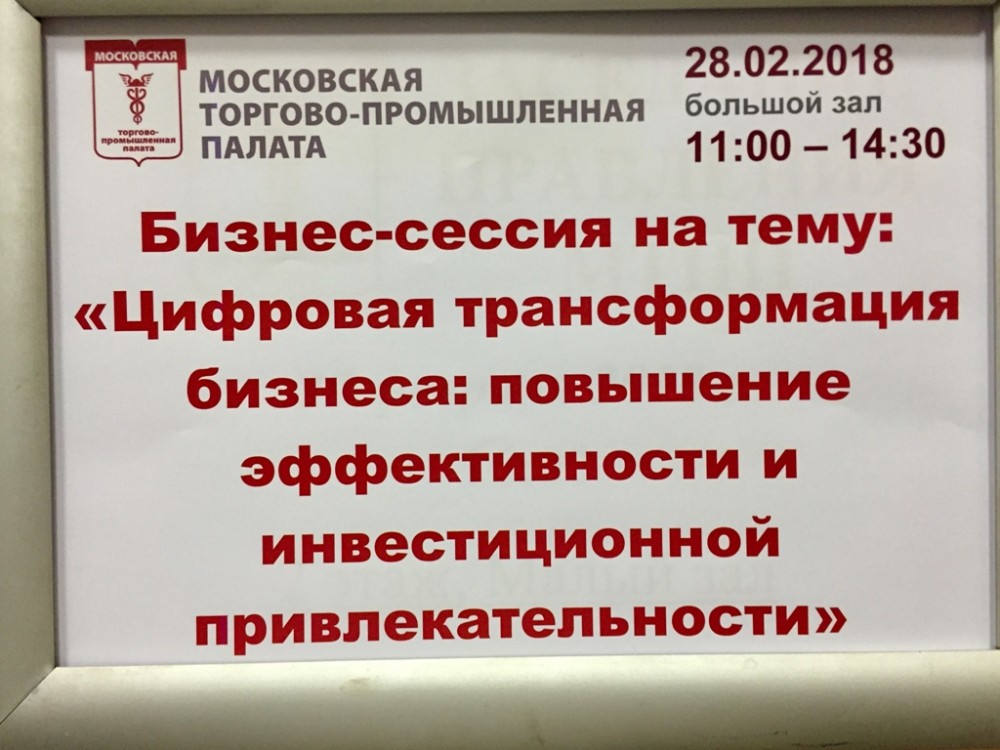 МОСКОВСКАЯ
торгово-
промышленная
палата
МОСКОВСКАЯ
ТОРГОВО-ПРОМЫШЛЕННАЯ
ПАЛАТА
28.02.2018
большой зал
11:00 – 14:30
Бизнес-сессия на тему:
«Цифровая трансформация
бизнеса: повышение
эффективности и
инвестиционной
привлекательности»